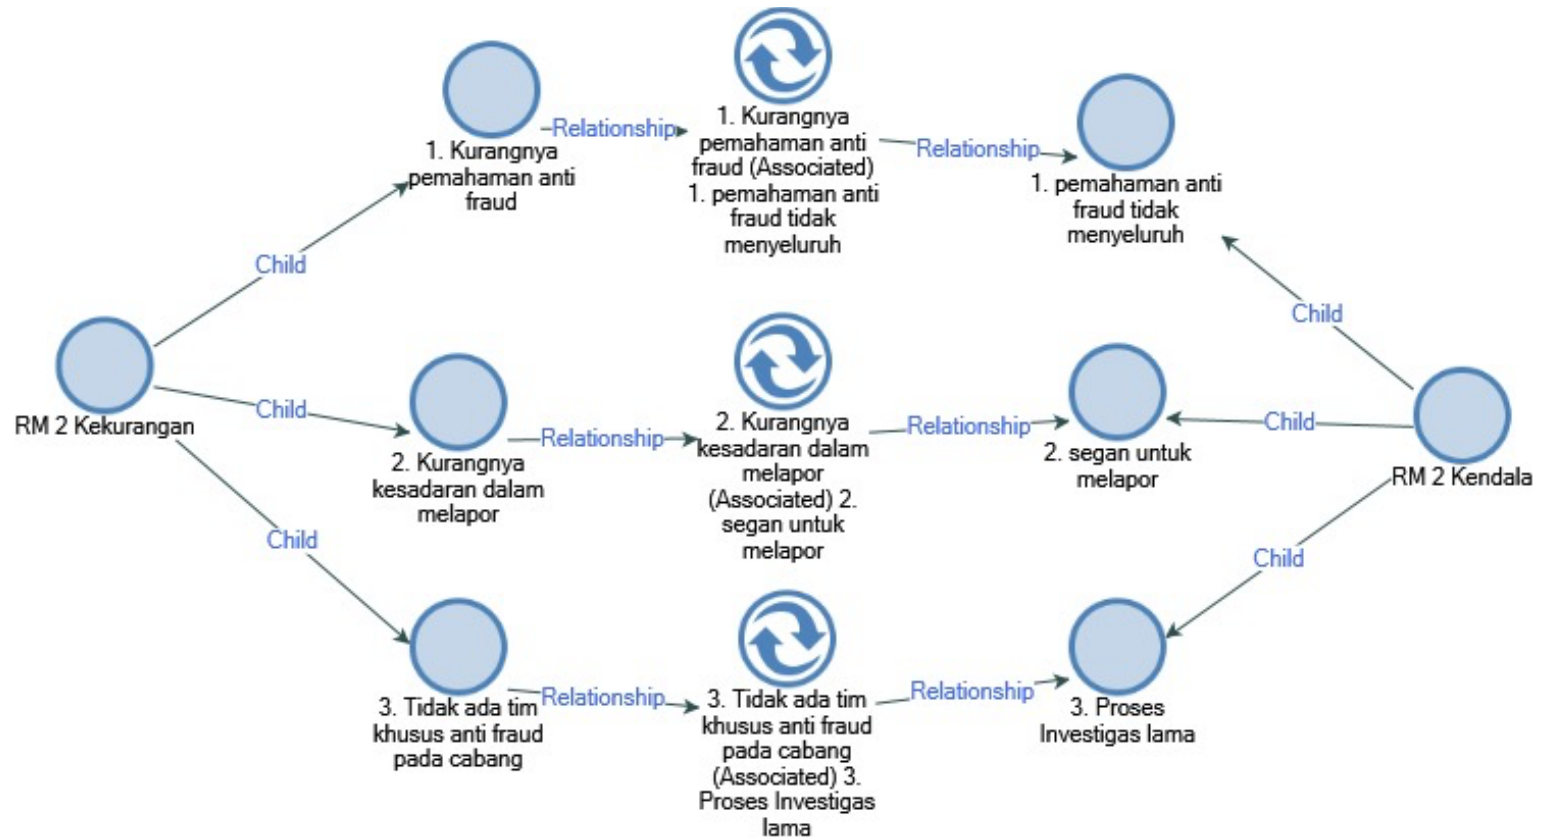 Relationship
1. Kurangnya
pemahaman anti
fraud
1. Kurangnya
pemahaman anti
fraud (Associated)
1. pemahaman anti
fraud tidak
menyeluruh
Relationship
1. pemahaman anti
fraud tidak
menyeluruh
Child
Child
RM 2 Kekurangan
Child
2. Kurangnya
kesadaran dalam
melapor
Relationship
2. Kurangnya
kesadaran dalam
melapor
(Associated) 2.
segan untuk
melapor
Relationship
2. segan untuk
melapor
Child
RM 2 Kendala
Child
Child
3. Tidak ada tim
khusus anti fraud
pada cabang
Relationship
3. Tidak ada tim
khusus anti fraud
pada cabang
(Associated) 3.
Proses Investigas
lama
Relationship
3. Proses
Investigas lama